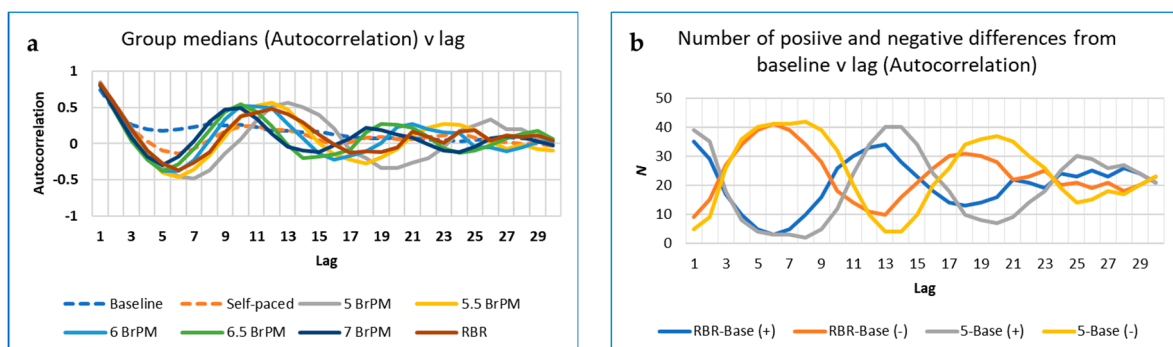 a
Group medians (Autocorrelation) v lag
Autocorrelation
1
0.5
0
-0.5
-1
1 3 5 7 9 11 13 15 17 19 21 23 25 27 29
Lag
Baseline Self-paced 5 BrPM 5.5 BrPM
6 BrPM 6.5 BrPM 7 BrPM RBR
b
Number of posiive and negative differences from
baseline v lag (Autocorrelation)
N
50
40
30
20
10
0
1 3 5 7 9 11 13 15 17 19 21 23 25 27 29
Lag
RBR-Base (+) RBR-Base (-) 5-Base (+) 5-Base (-)